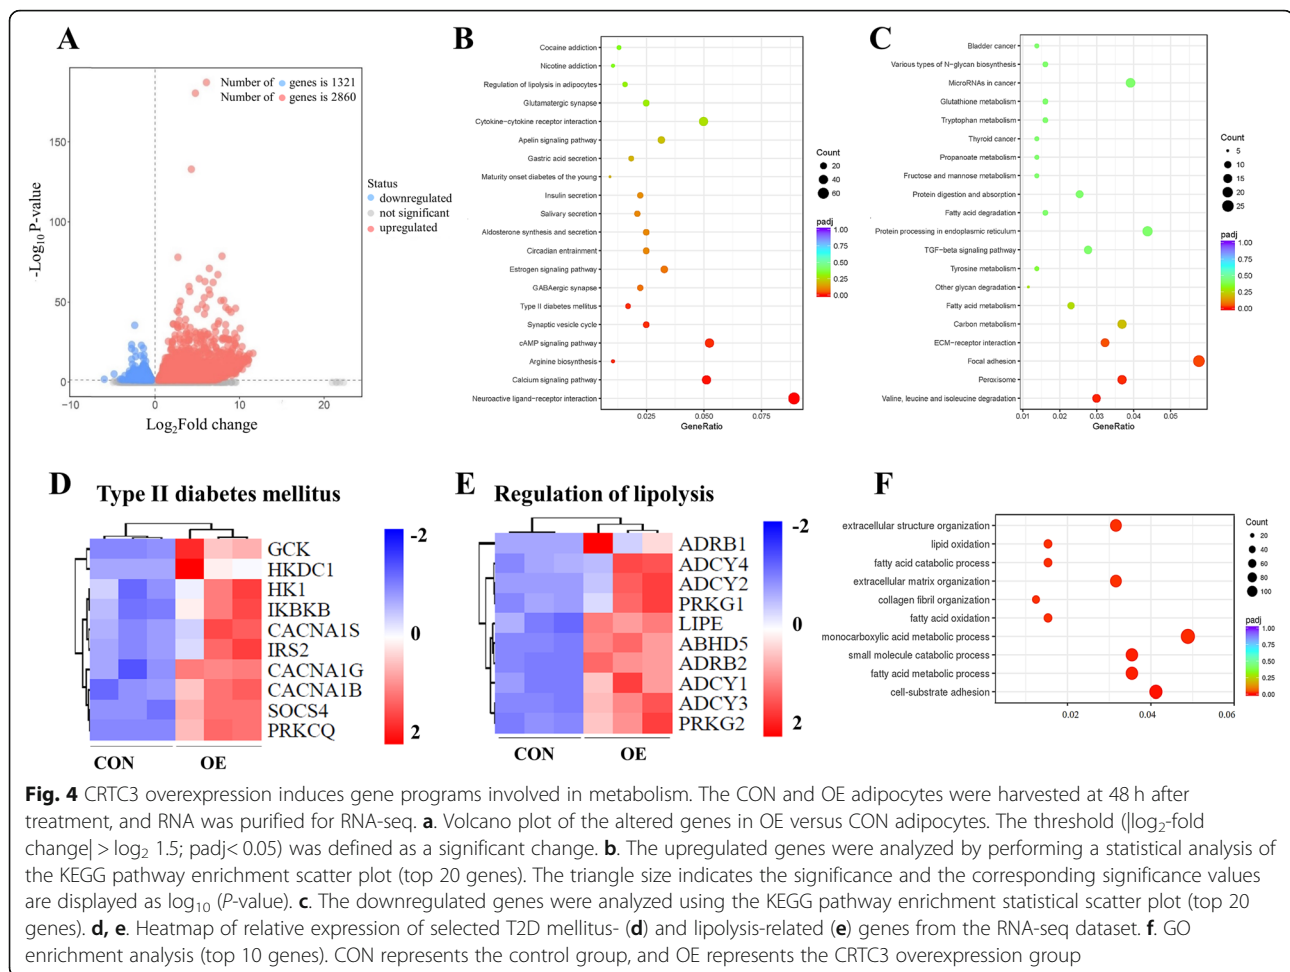 A
Number of genes is 1321
Number of genes is 2860
150
100
50
0
-10
0
10
20
-Log10 P-value
Log2Fold change
Status
downregulated
not significant
upregulated
B
Cocaine addiction
Nicotine addiction
Regulation of lipolysis in adipocytes
Glutamatergic synapse
Cytokine−cytokine receptor interaction
Apelin signaling pathway
Gastric acid secretion
Maturity onset diabetes of the young
Insulin secretion
Salivary secretion
Aldosterone synthesis and secretion
Circadian entrainment
Estrogen signaling pathway
GABAergic synapse
Type II diabetes mellitus
Synaptic vesicle cycle
cAMP signaling pathway
Arginine biosynthesis
Calcium signaling pathway
Neuroactive ligand−receptor interaction
0.025
0.050
0.075
GeneRatio
Count
20
40
60
padj
1.00
0.75
0.50
0.25
0.00
C
Bladder cancer
Various types of N−glycan biosynthesis
MicroRNAs in cancer
Glutathione metabolism
Tryptophan metabolism
Thyroid cancer
Propanoate metabolism
Fructose and mannose metabolism
Protein digestion and absorption
Fatty acid degradation
Protein processing in endoplasmic reticulum
TGF−beta signaling pathway
Tyrosine metabolism
Other glycan degradation
Fatty acid metabolism
Carbon metabolism
ECM−receptor interaction
Focal adhesion
Peroxisome
Valine, leucine and isoleucine degradation
0.01
0.02
0.03
0.04
0.05
GeneRatio
Count
5
10
15
20
25
padj
1.00
0.75
0.50
0.25
0.00
D
Type II diabetes mellitus
GCK
HKDC1
HK1
IKBKB
CACNA1S
IRS2
CACNA1G
CACNA1B
SOCS4
PRKCQ
CON
OE
-2
0
2
E
Regulation of lipolysis
ADRB1
ADCY4
ADCY2
PRKG1
LIPE
ABHD5
ADRB2
ADCY1
ADCY3
PRKG2
CON
OE
-2
0
2
F
extracellular structure organization
lipid oxidation
fatty acid catabolic process
extracellular matrix organization
collagen fibril organization
fatty acid oxidation
monocarboxylic acid metabolic process
small molecule catabolic process
fatty acid metabolic process
cell-substrate adhesion
0.02
0.04
0.06
Count
20
40
60
80
100
padj
1.00
0.75
0.50
0.25
0.00
Fig. 4 CRTC3 overexpression induces gene programs involved in metabolism. The CON and OE adipocytes were harvested at 48 h after
treatment, and RNA was purified for RNA-seq. a. Volcano plot of the altered genes in OE versus CON adipocytes. The threshold (|log2-fold
change| > log2 1.5; padj< 0.05) was defined as a significant change. b. The upregulated genes were analyzed by performing a statistical analysis of
the KEGG pathway enrichment scatter plot (top 20 genes). The triangle size indicates the significance and the corresponding significance values
are displayed as log10 (P-value). c. The downregulated genes were analyzed using the KEGG pathway enrichment statistical scatter plot (top 20
genes). d, e. Heatmap of relative expression of selected T2D mellitus- (d) and lipolysis-related (e) genes from the RNA-seq dataset. f. GO
enrichment analysis (top 10 genes). CON represents the control group, and OE represents the CRTC3 overexpression group